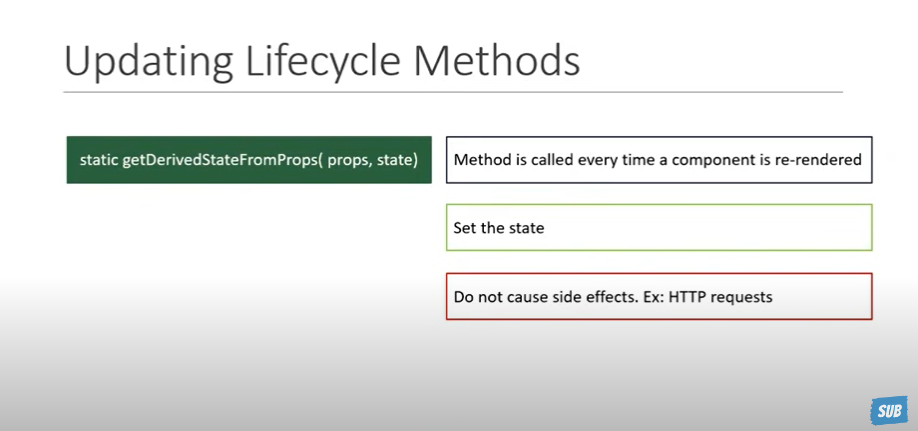 Updating Lifecycle Methods
static getDerivedStateFromProps( props, state)
Method is called every time a component is re-rendered
Set the state
Do not cause side effects. Ex: HTTP requests
SUB